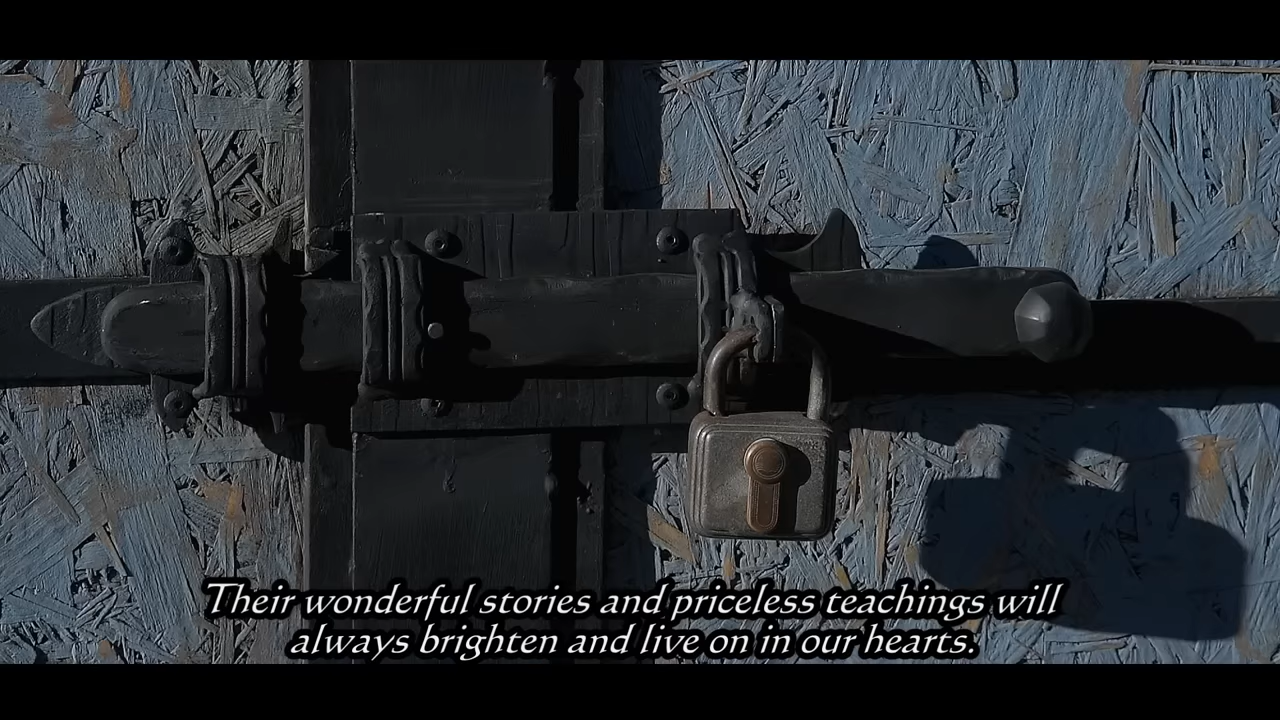 Their wonderful stories and priceless teachings will
always brighten and live on in our hearts.